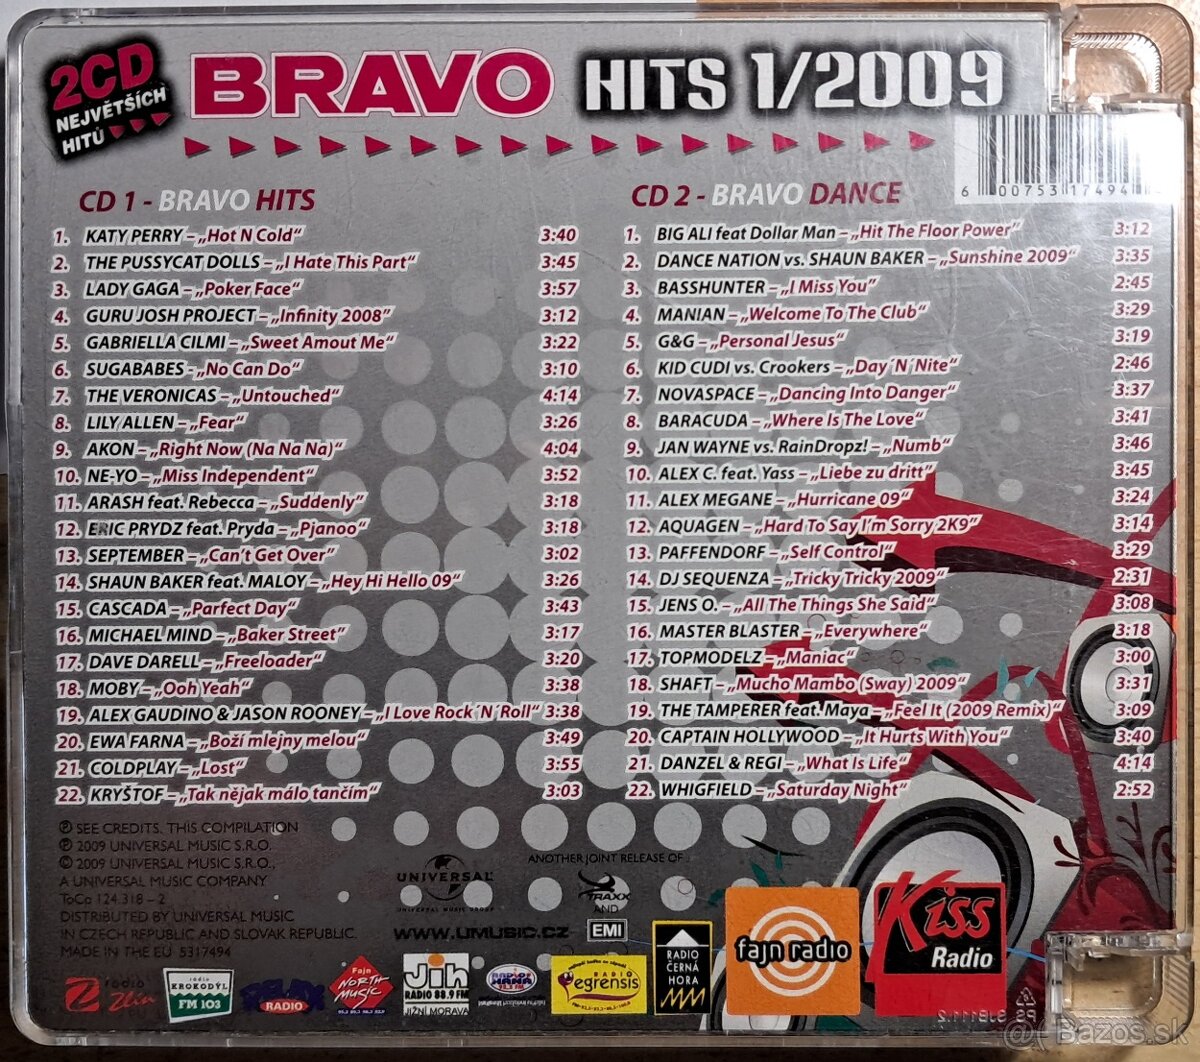 2CD
NEJVĚTŠÍCH
HITŮ
BRAVO HITS 1/2009
6 00753 17494
CD 1 - BRAVO HITS
1. KATY PERRY – „Hot N Cold“ 3:40
2. THE PUSSYCAT DOLLS – „I Hate This Part“ 3:45
3. LADY GAGA – „Poker Face“ 3:57
4. GURU JOSH PROJECT – „Infinity 2008“ 3:12
5. GABRIELLA CILMI – „Sweet Amout Me“ 3:22
6. SUGABABES – „No Can Do“ 3:10
7. THE VERONICAS – „Untouched“ 4:14
8. LILY ALLEN – „Fear“ 3:26
9. AKON – „Right Now (Na Na Na)“ 4:04
10. NE-YO – „Miss Independent“ 3:52
11. ARASH feat. Rebecca – „Suddenly“ 3:18
12. ERIC PRYDZ feat. Pryda – „Pjanoo“ 3:18
13. SEPTEMBER – „Can't Get Over“ 3:02
14. SHAUN BAKER feat. MALOY – „Hey Hi Hello 09“ 3:26
15. CASCADA – „Parfect Day“ 3:43
16. MICHAEL MIND – „Baker Street“ 3:17
17. DAVE DARELL – „Freeloader“ 3:20
18. MOBY – „Ooh Yeah“ 3:38
19. ALEX GAUDINO & JASON ROONEY – „I Love Rock´N´Roll“ 3:38
20. EWA FARNA – „Boží mlejny melou“ 3:49
21. COLDPLAY – „Lost“ 3:55
22. KRYŠTOF – „Tak nějak málo tančím“ 3:03
CD 2 - BRAVO DANCE
1. BIG ALI feat Dollar Man – „Hit The Floor Power“ 3:12
2. DANCE NATION vs. SHAUN BAKER – „Sunshine 2009“ 3:35
3. BASSHUNTER – „I Miss You“ 2:45
4. MANIAN – „Welcome To The Club“ 3:29
5. G&G – „Personal Jesus“ 3:19
6. KID CUDI vs. Crookers – „Day´N´Nite“ 2:46
7. NOVASPACE – „Dancing Into Danger 3:37
8. BARACUDA – „Where Is The Love“ 3:41
9. JAN WAYNE vs. RainDropz! – „Numb“ 3:46
10. ALEX C. feat. Yass – „Liebe zu dritt“ 3:45
11. ALEX MEGANE – „Hurricane 09“ 3:24
12. AQUAGEN – „Hard To Say I'm Sorry 2K9“ 3:14
13. PAFFENDORF – „Self Control“ 3:29
14. DJ SEQUENZA – „Tricky Tricky 2009“ 2:31
15. JENS O. – „All The Things She Said“ 3:08
16. MASTER BLASTER – „Everywhere“ 3:18
17. TOPMODELZ – „Maniac“ 3:00
18. SHAFT – „Mucho Mambo (Sway) 2009“ 3:31
19. THE TAMPERER feat. Maya – „Feel It (2009 Remix)“ 3:09
20. CAPTAIN HOLLYWOOD – „It Hurts With You“ 3:40
21. DANZEL & REGI – „What Is Life“ 4:14
22. WHIGFIELD – „Saturday Night“ 2:52
Ⓟ SEE CREDITS. THIS COMPILATION
Ⓟ 2009 UNIVERSAL MUSIC S.R.O.
© 2009 UNIVERSAL MUSIC S.R.O.,
A UNIVERSAL MUSIC COMPANY
ToCo 124.318 – 2
DISTRIBUTED BY UNIVERSAL MUSIC
IN CZECH REPUBLIC AND SLOVAK REPUBLIC.
MADE IN THE EU 5317494
UNIVERSAL
UNIVERSAL MUSIC GROUP
WWW.UMUSIC.CZ
ANOTHER JOINT RELEASE OF :
TRAXX
AND
EMI
rádio Zlín
rádio
KROKODÝL
FM 103
RELAX
RADIO
Fajn
NORTH
MUSIC
Jih
RÁDIO 88.9 FM
JIŽNÍ MORAVA
RADIO
HANÁ
RADIO
egrensis
RADIO
ČERNÁ
HORA
fajn radio
Kiss
Radio
@ Bazos.sk